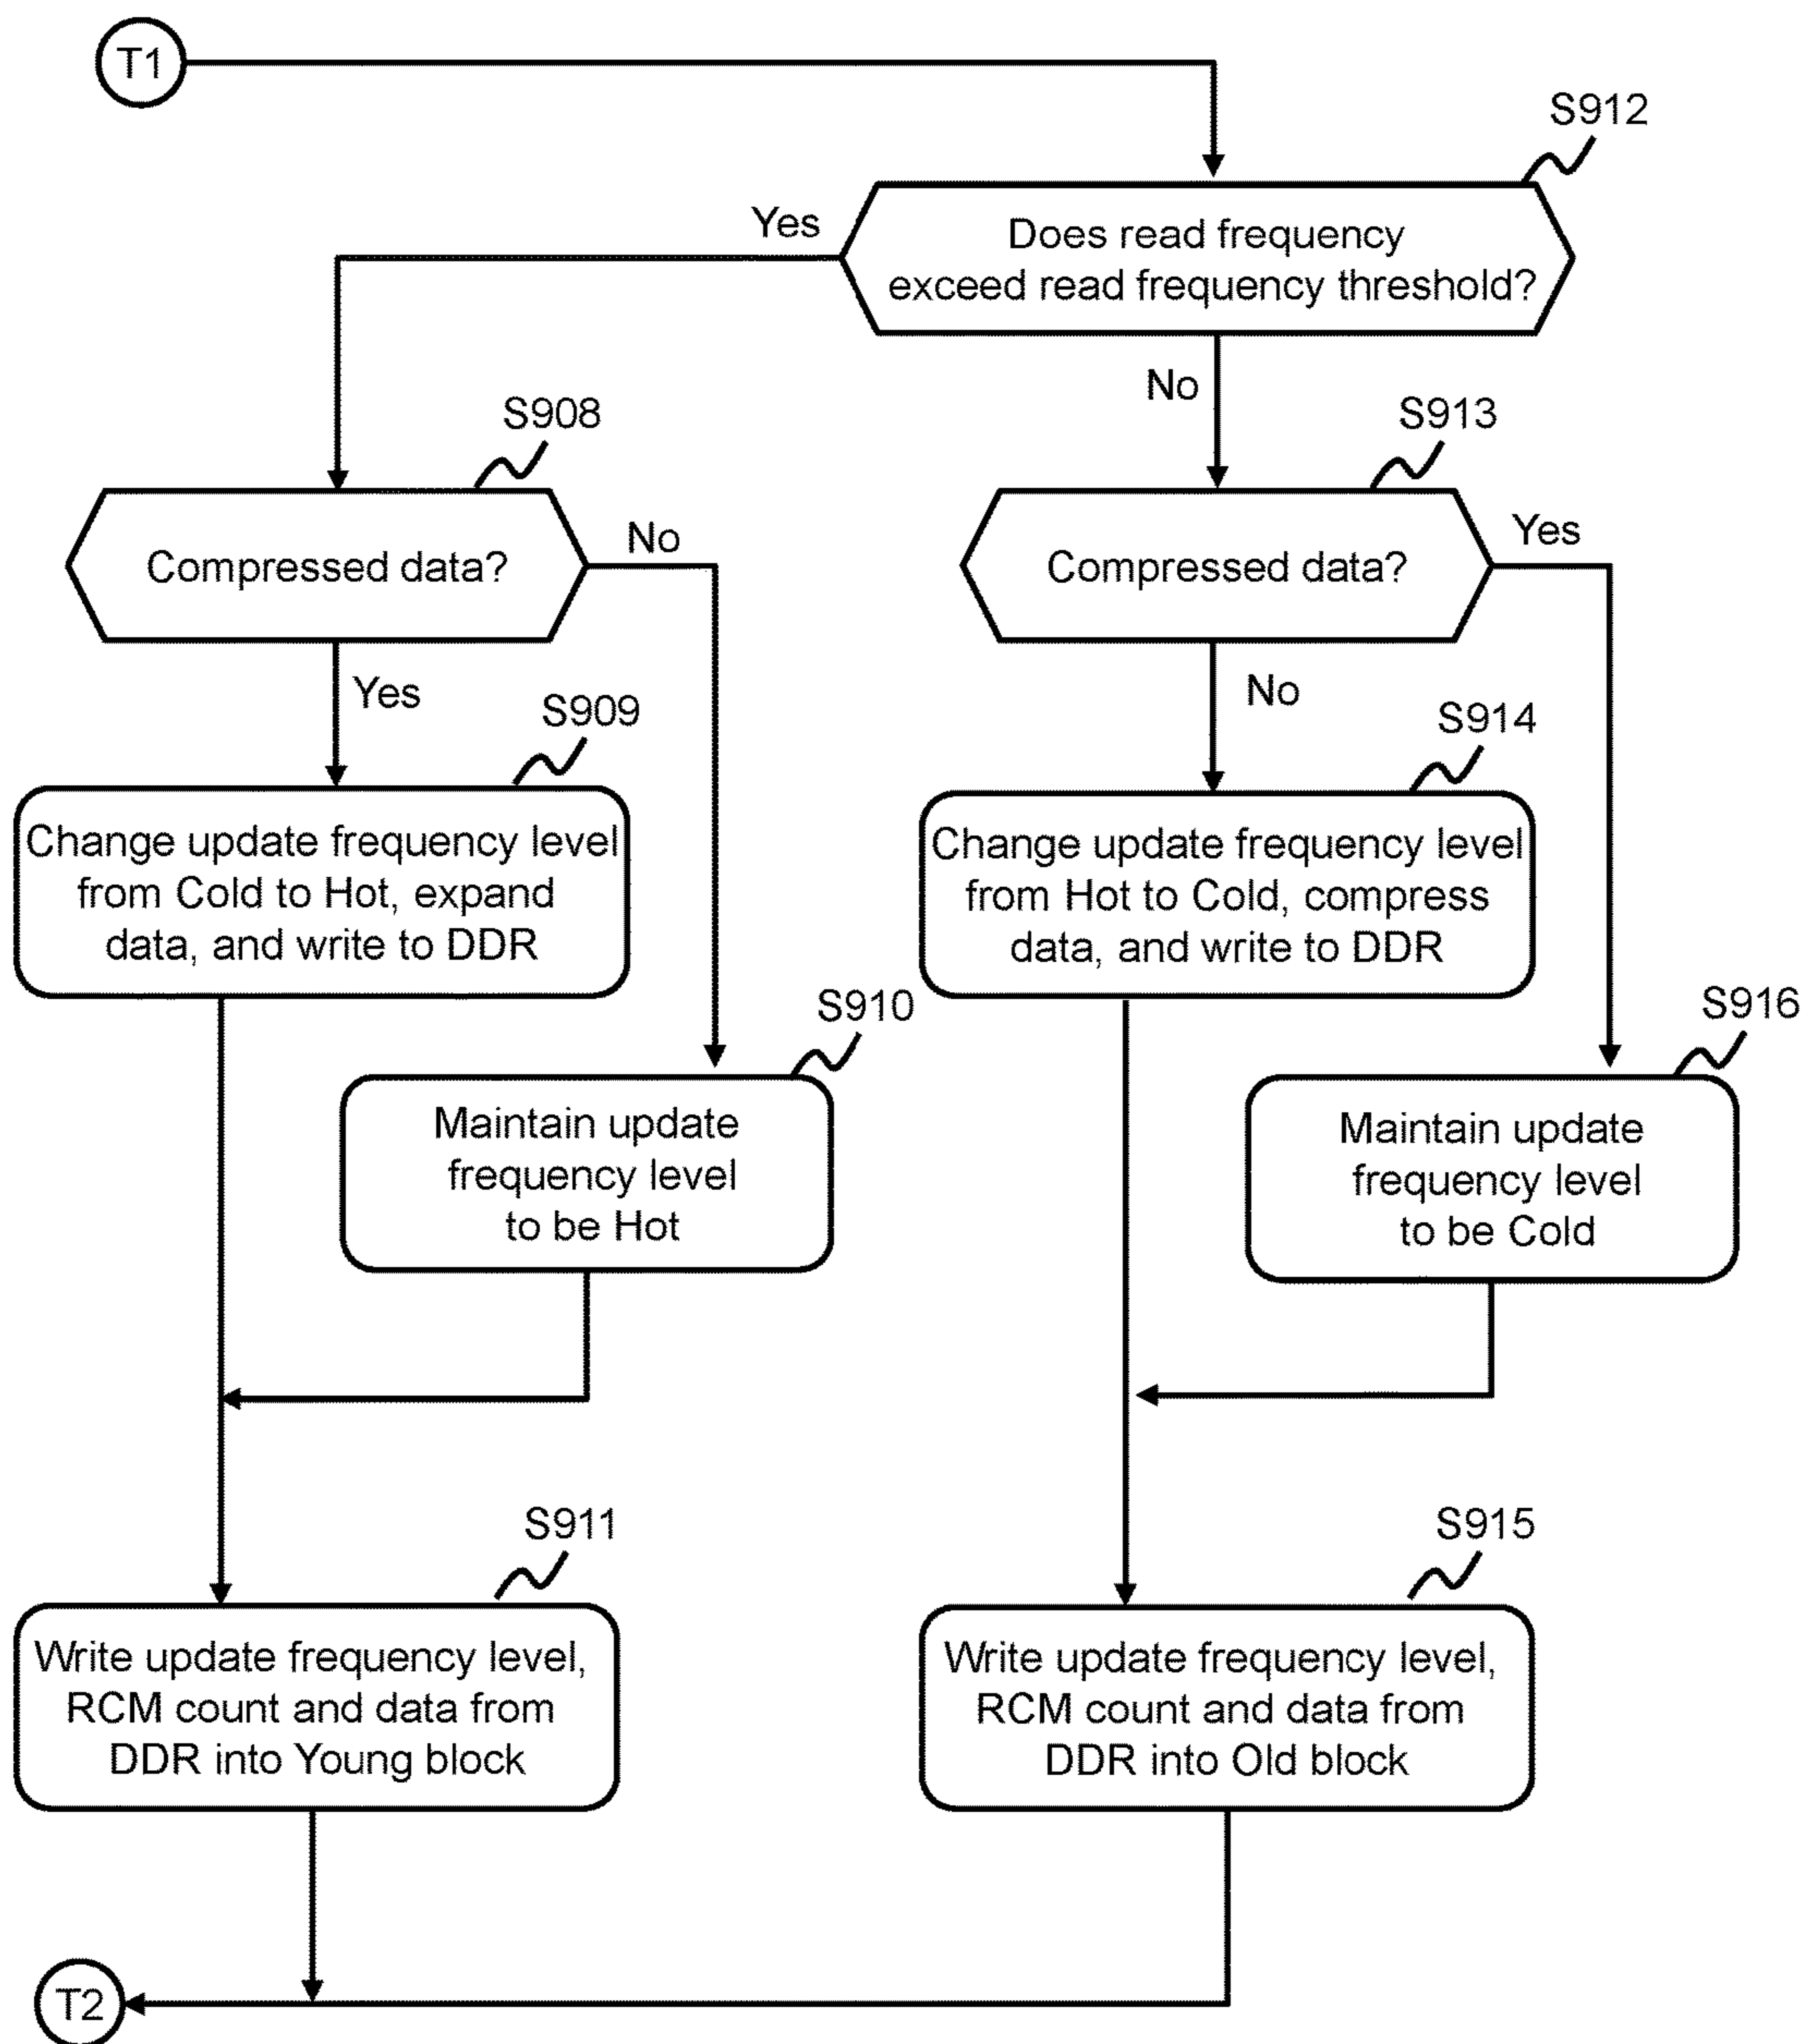 T1
S912
Yes
Does read frequency
exceed read frequency threshold?
No
S908
S913
Compressed data?
No
Compressed data?
Yes
Yes
No
S909
S914
Change update frequency level
from Cold to Hot, expand
data, and write to DDR
Change update frequency level
from Hot to Cold, compress
data, and write to DDR
S910
S916
Maintain update
frequency level
to be Hot
Maintain update
frequency level
to be Cold
S911
S915
Write update frequency level,
RCM count and data from
DDR into Young block
Write update frequency level,
RCM count and data from
DDR into Old block
T2